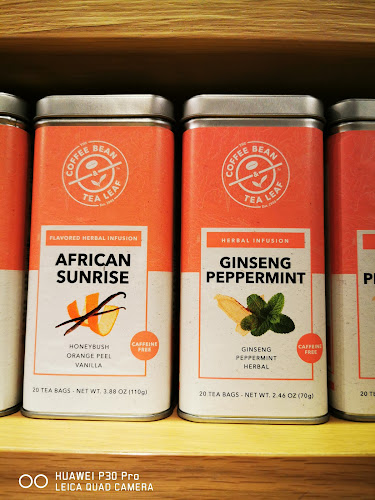 THE
COFFEE BEAN
&
TEA LEAF
FLAVORED HERBAL INFUSION
AFRICAN
SUNRISE
HONEYBUSH
ORANGE PEEL
VANILLA
CAFFEINE
FREE
20 TEA BAGS - NET WT. 3.88 OZ (110g)
THE
COFFEE BEAN
&
TEA LEAF
HERBAL INFUSION
GINSENG
PEPPERMINT
GINSENG
PEPPERMINT
HERBAL
CAFFEINE
FREE
20 TEA BAGS - NET WT. 2.46 OZ (70g)
HUAWEI P30 Pro
LEICA QUAD CAMERA